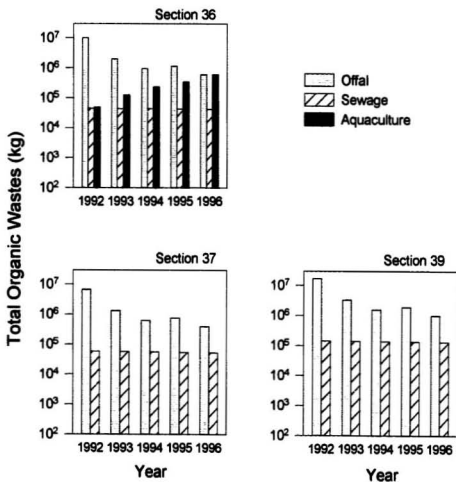 Section 36
Total Organic Wastes (kg)
10⁷
10⁶
10⁵
10⁴
10³
10²
1992 1993 1994 1995 1996
Offal
Sewage
Aquaculture
Section 37
10⁷
10⁶
10⁵
10⁴
10³
10²
1992 1993 1994 1995 1996
Year
Section 39
10⁷
10⁶
10⁵
10⁴
10³
10²
1992 1993 1994 1995 1996
Year